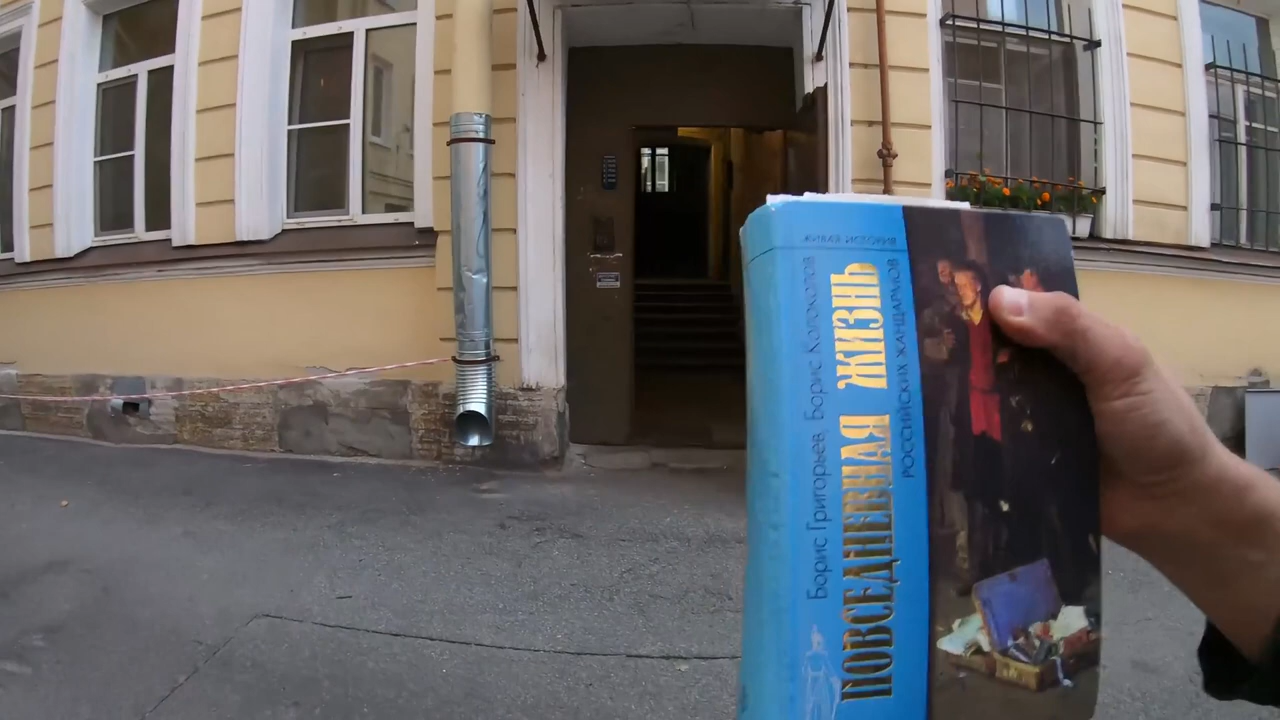 ЖИВАЯ ИСТОРИЯ
Борис Григорьев, Борис Колоколов
ПОВСЕДНЕВНАЯ ЖИЗНЬ
РОССИЙСКИХ ЖАНДАРМОВ